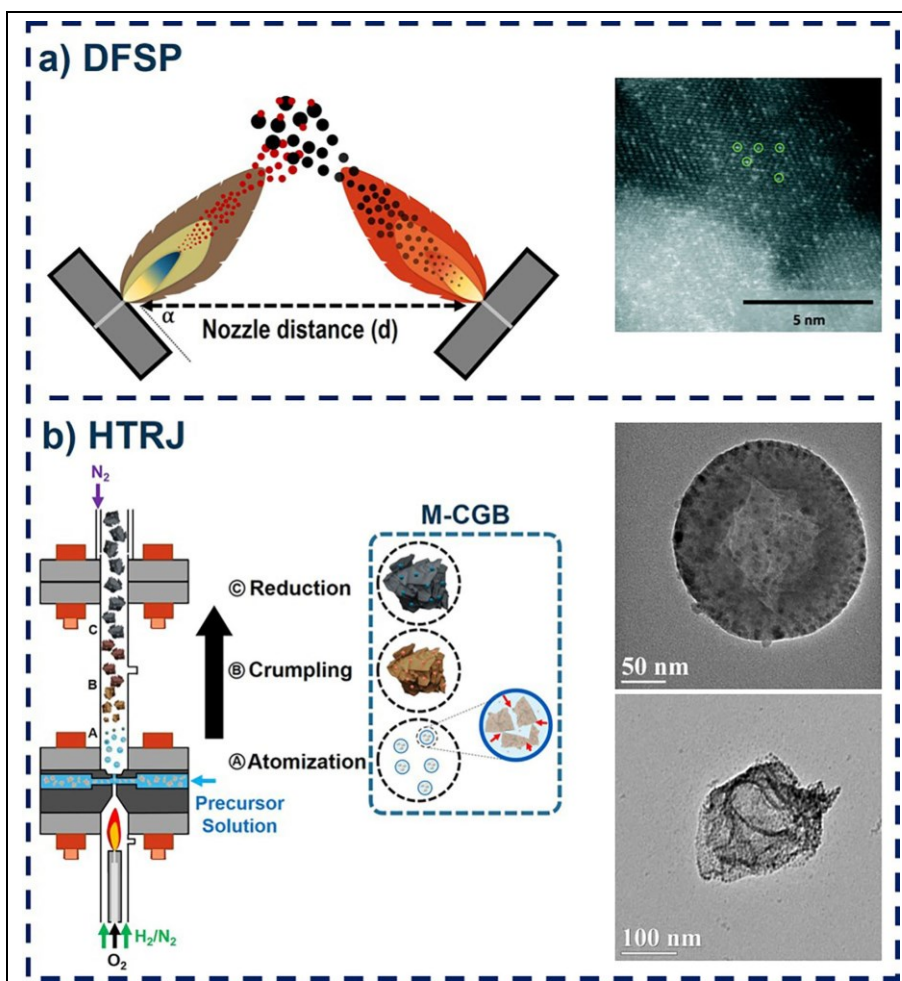 a) DFSP
α
Nozzle distance (d)
5 nm
b) HTRJ
N₂
M-CGB
C
B
A
Ⓒ Reduction
Ⓑ Crumpling
Ⓐ Atomization
Precursor
Solution
H₂/N₂
O₂
50 nm
100 nm